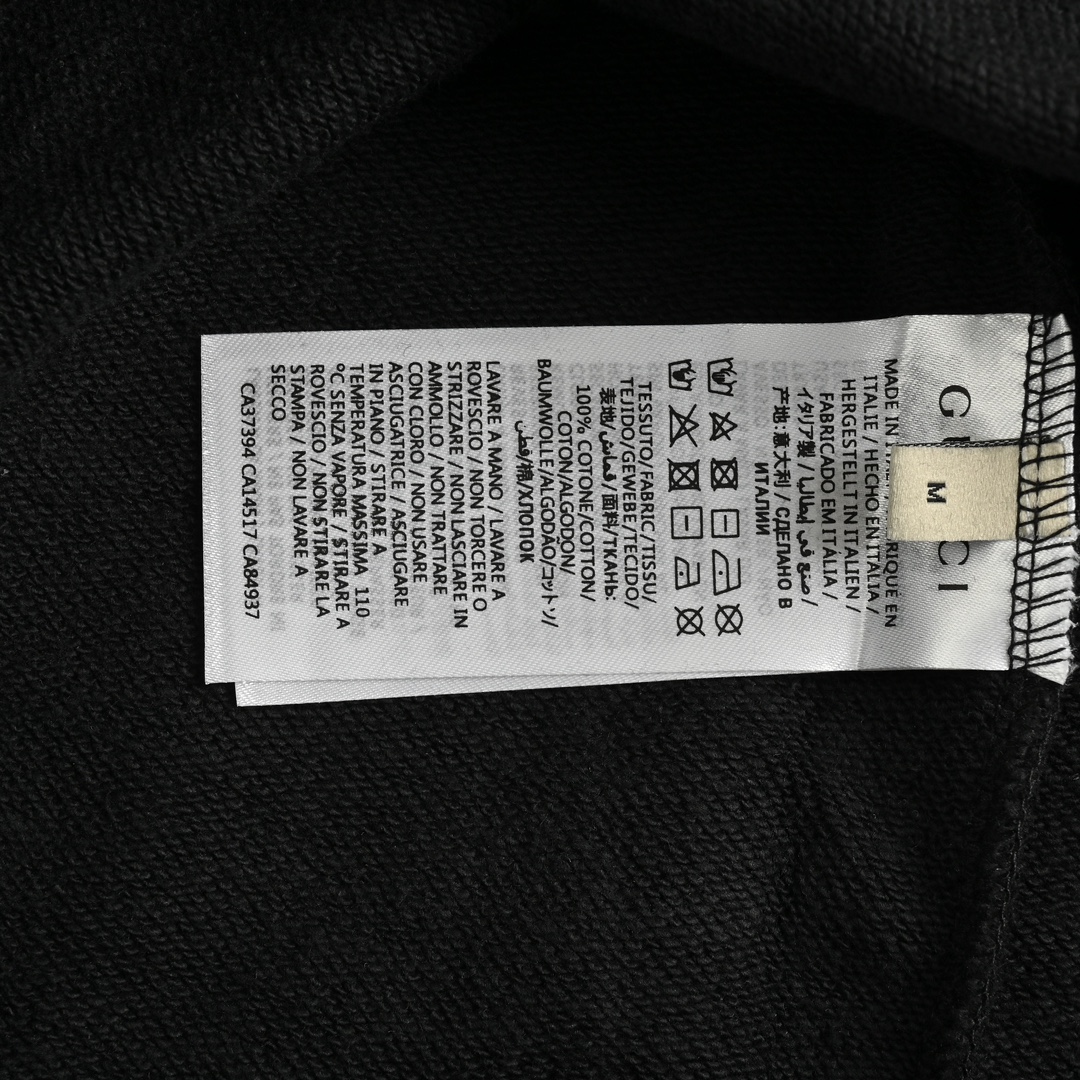 GUCCI
M
MADE IN ITALY / FABRIQUÉ EN
ITALIE / HECHO EN ITALIA /
HERGESTELLT IN ITALIEN /
FABRICADO EM ITALIA /
イタリア製 / صنع في إيطاليا /
产地:意大利 / СДЕЛАНО В
ИТАЛИИ
TESSUTO/FABRIC/TISSU/
TEJIDO/GEWEBE/TECIDO/
表地/قماش/面料/ТКАНЬ:
100% COTONE/COTTON/
COTON/ALGODON/
BAUMWOLLE/ALGODÃO/コットン/
قطن/棉/ХЛОПОК
LAVARE A MANO / LAVARE A
ROVESCIO / NON TORCERE O
STRIZZARE / NON LASCIARE IN
AMMOLLO / NON TRATTARE
CON CLORO / NON USARE
ASCIUGATRICE / ASCIUGARE
IN PIANO / STIRARE A
TEMPERATURA MASSIMA 110
°C SENZA VAPORE / STIRARE A
ROVESCIO / NON STIRARE LA
STAMPA / NON LAVARE A
SECCO
CA37394 CA14517 CA84937